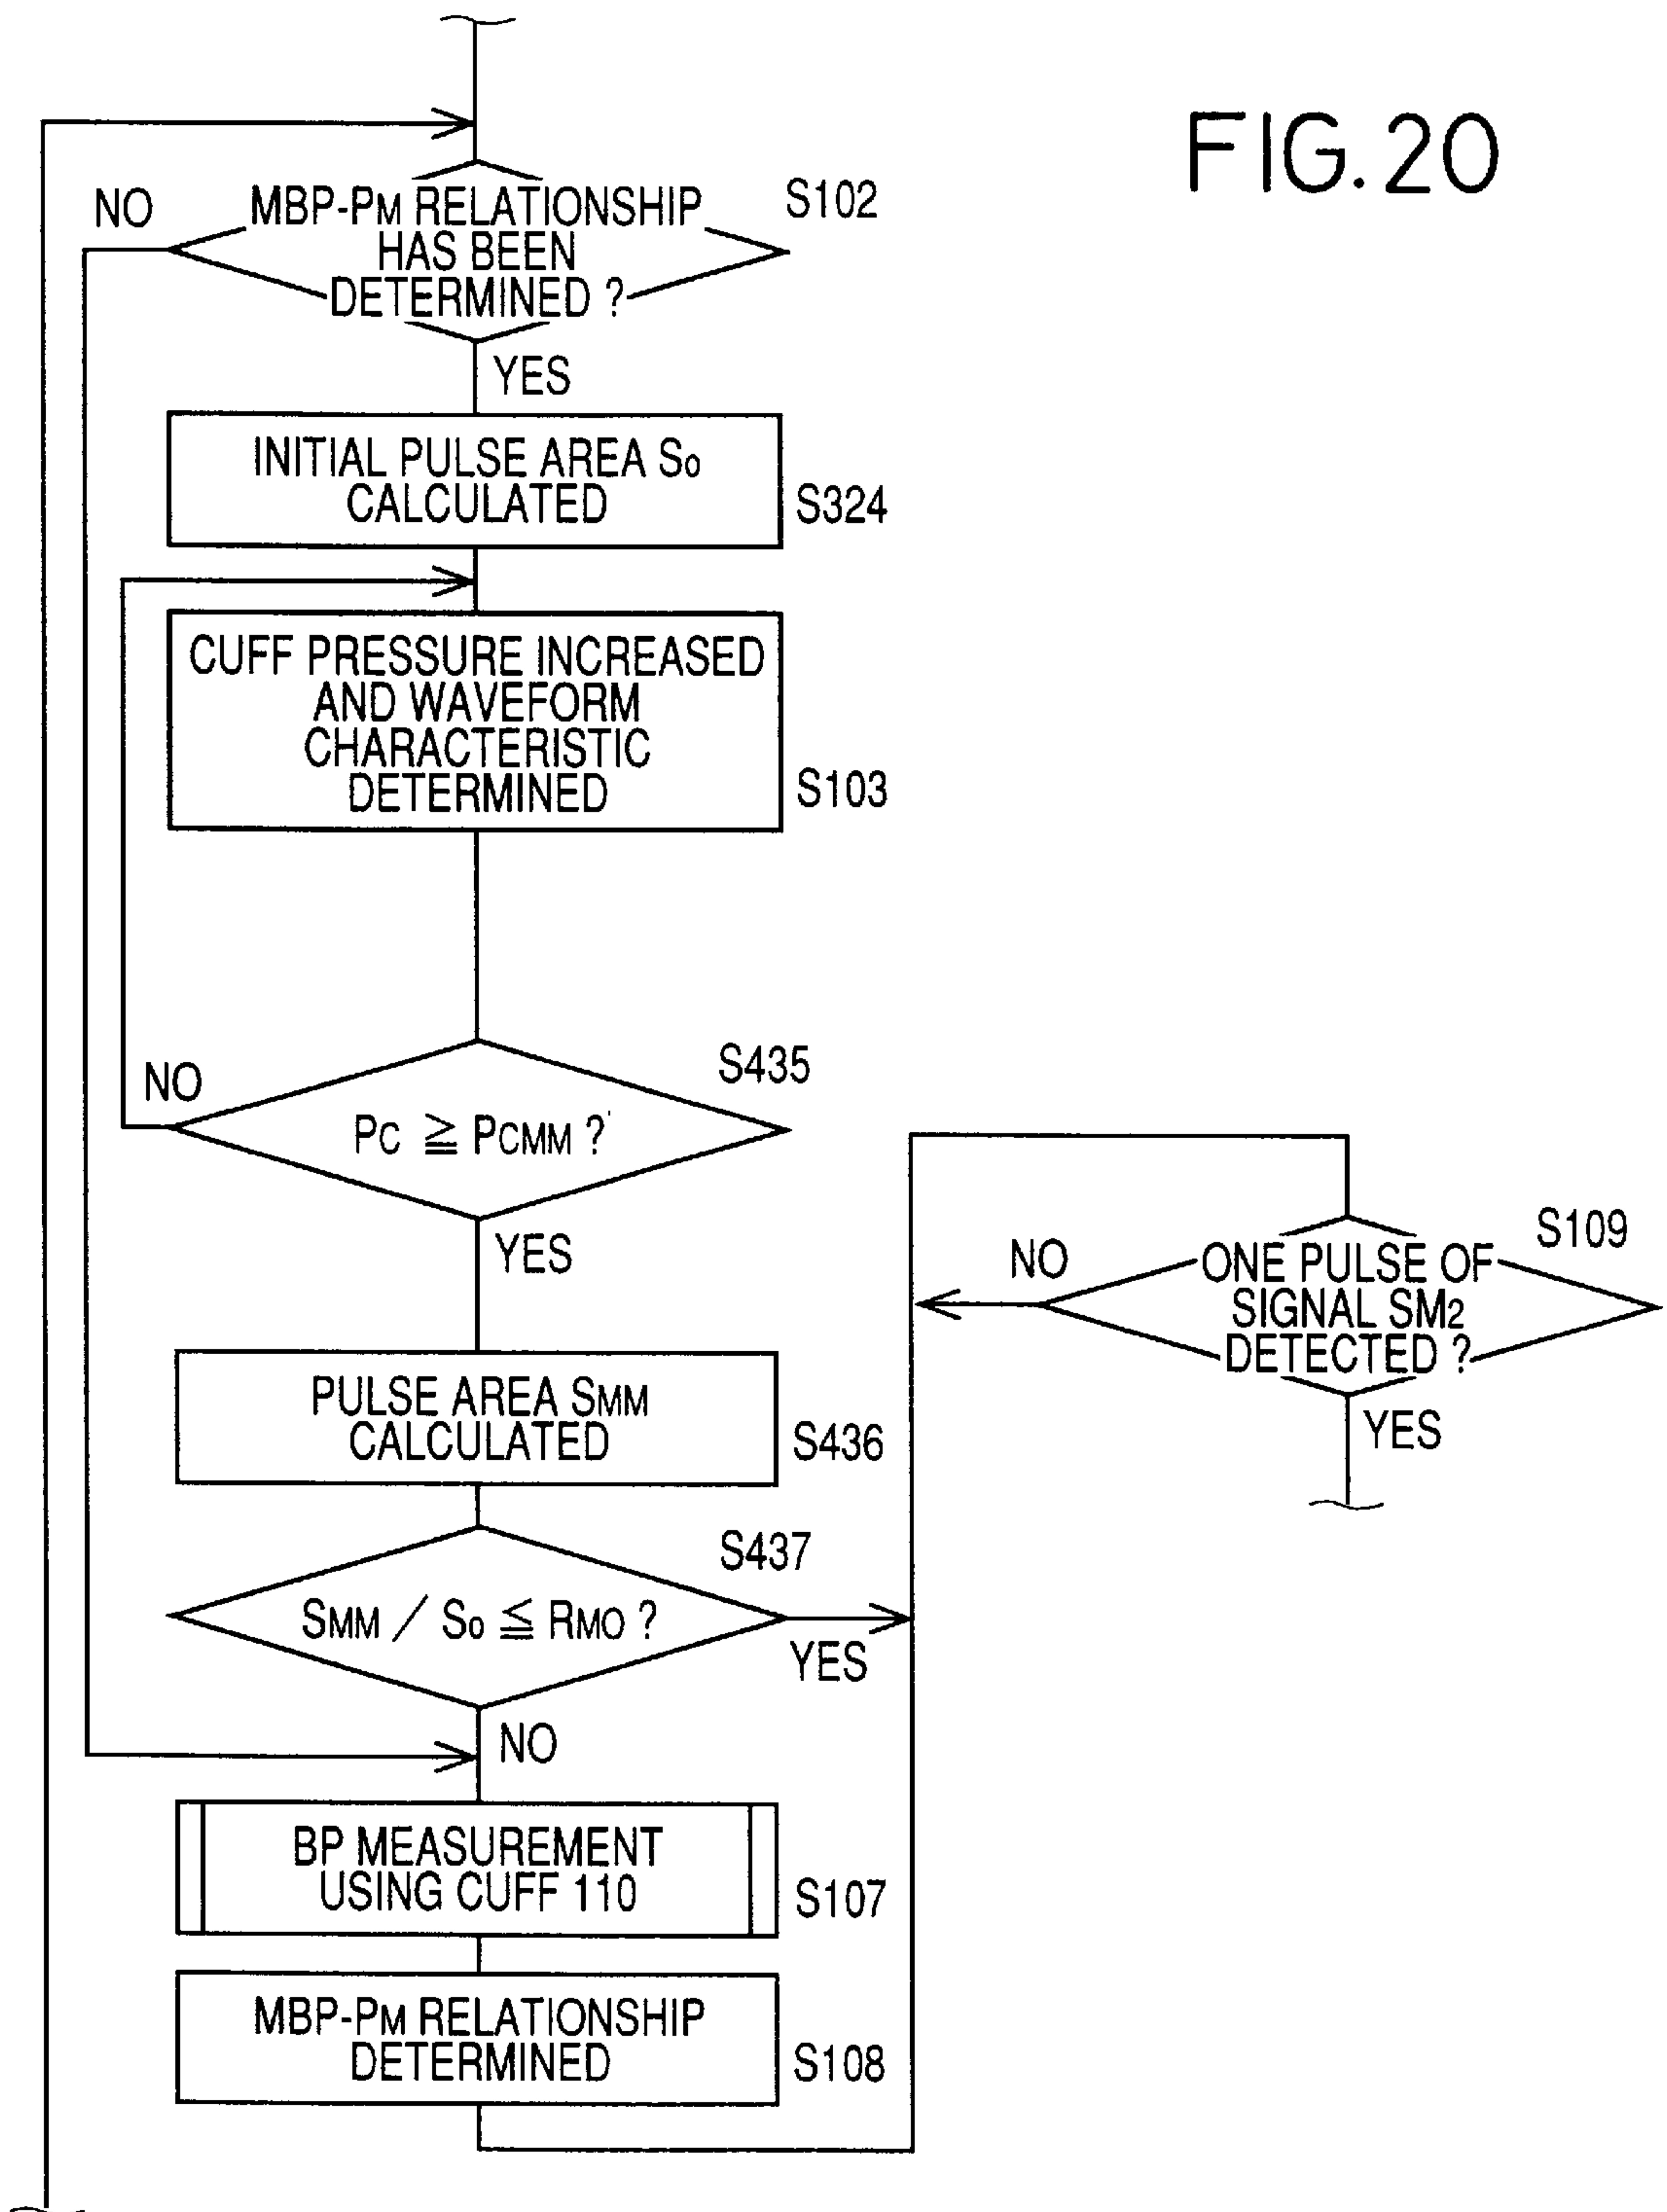 FIG.20
NO
MBP-PM RELATIONSHIP
HAS BEEN
DETERMINED ?
S102
YES
INITIAL PULSE AREA S0
CALCULATED
S324
CUFF PRESSURE INCREASED
AND WAVEFORM
CHARACTERISTIC
DETERMINED
S103
NO
S435
PC ≧ PCMM ?
YES
PULSE AREA SMM
CALCULATED
S436
S437
SMM / S0 ≦ RMO ?
YES
NO
BP MEASUREMENT
USING CUFF 110
S107
MBP-PM RELATIONSHIP
DETERMINED
S108
S109
NO
ONE PULSE OF
SIGNAL SM2
DETECTED ?
YES